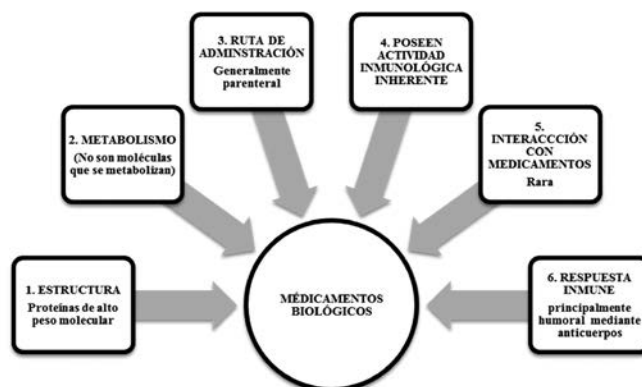 1. ESTRUCTURA
Proteínas de alto
peso molecular
2. METABOLISMO
(No son moléculas
que se metabolizan)
3. RUTA DE
ADMINSTRACIÓN
Generalmente
parenteral
4. POSEEN
ACTIVIDAD
INMUNOLÓGICA
INHERENTE
5.
INTERACCCIÓN
CON
MEDICAMENTOS
Rara
6. RESPUESTA
INMUNE
principalmente
humoral mediante
anticuerpos
MÉDICAMENTOS
BIOLÓGICOS